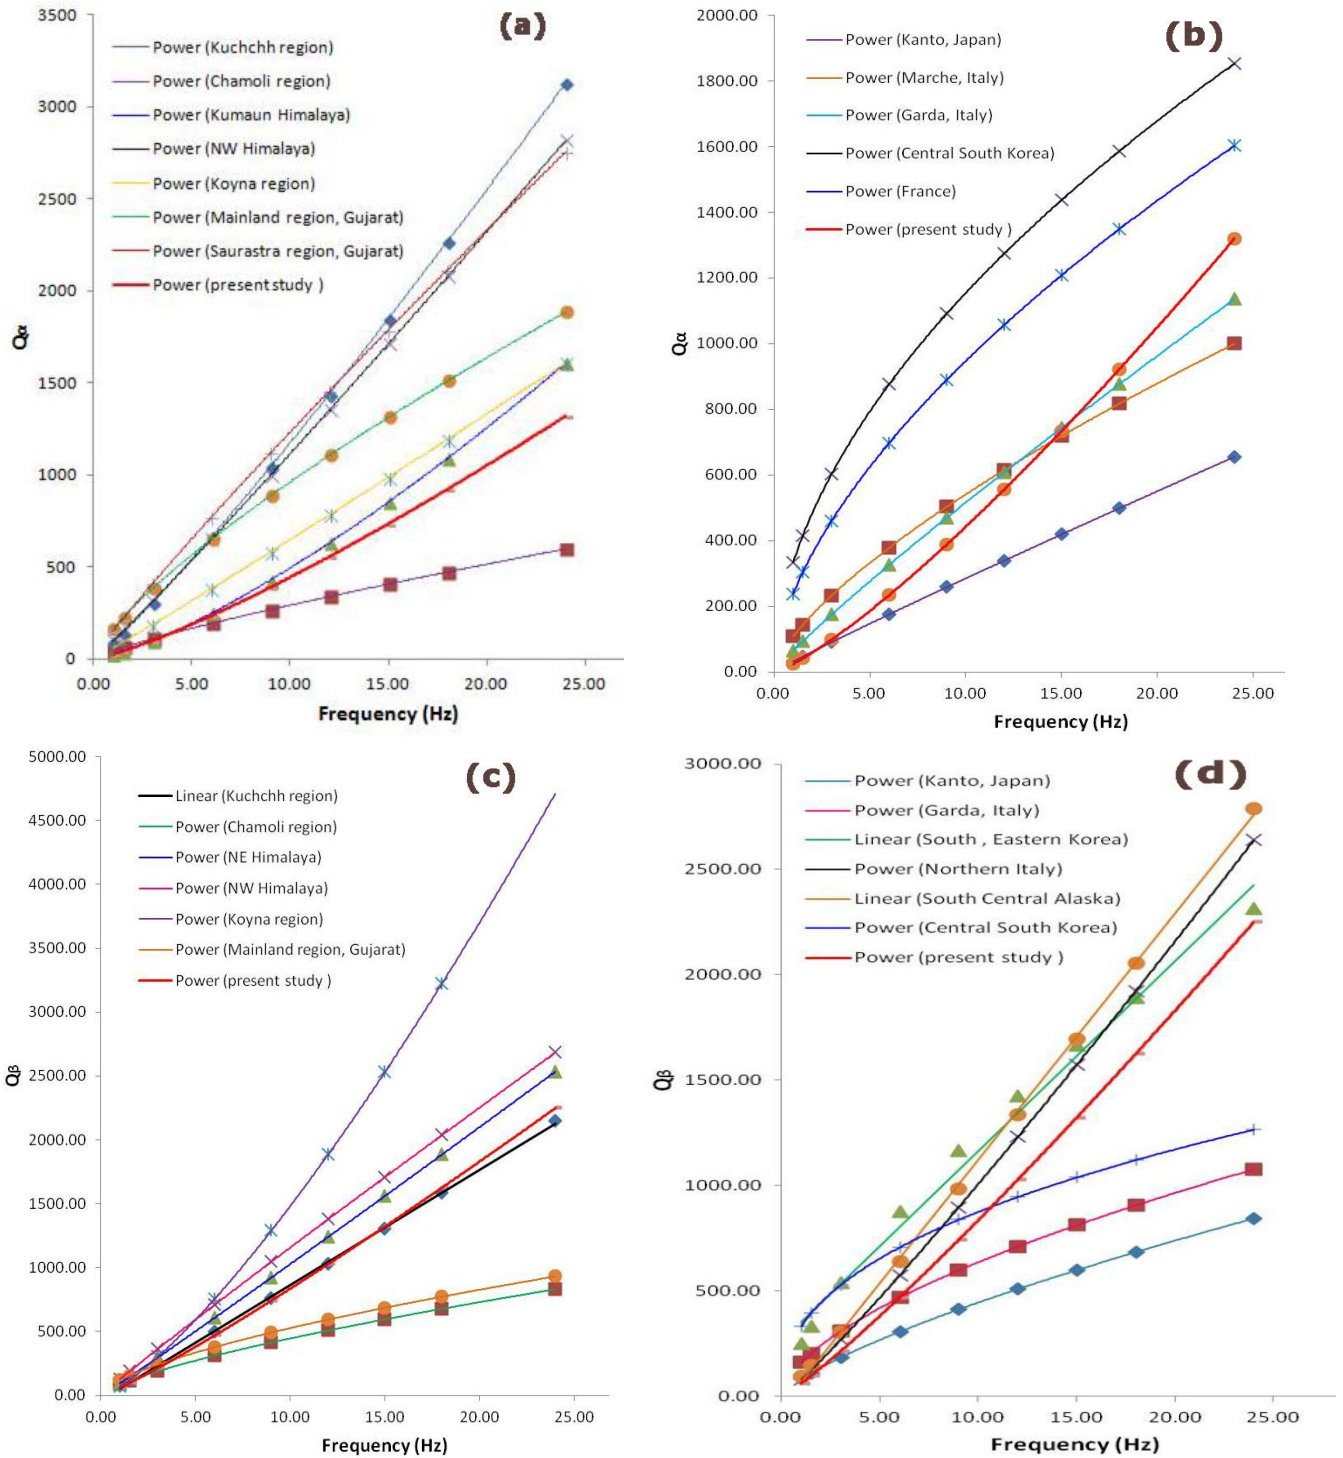 (a)
3500
3000
2500
2000
1500
1000
500
0
Qα
Power (Kuchchh region)
Power (Chamoli region)
Power (Kumaun Himalaya)
Power (NW Himalaya)
Power (Koyna region)
Power (Mainland region, Gujarat)
Power (Saurastra region, Gujarat)
Power (present study )
0.00 5.00 10.00 15.00 20.00 25.00
Frequency (Hz)
(b)
2000.00
1800.00
1600.00
1400.00
1200.00
1000.00
800.00
600.00
400.00
200.00
0.00
Qα
Power (Kanto, Japan)
Power (Marche, Italy)
Power (Garda, Italy)
Power (Central South Korea)
Power (France)
Power (present study )
0.00 5.00 10.00 15.00 20.00 25.00
Frequency (Hz)
(c)
5000.00
4500.00
4000.00
3500.00
3000.00
2500.00
2000.00
1500.00
1000.00
500.00
0.00
Qβ
Linear (Kuchchh region)
Power (Chamoli region)
Power (NE Himalaya)
Power (NW Himalaya)
Power (Koyna region)
Power (Mainland region, Gujarat)
Power (present study )
0.00 5.00 10.00 15.00 20.00 25.00
Frequency (Hz)
(d)
3000.00
2500.00
2000.00
1500.00
1000.00
500.00
0.00
Qβ
Power (Kanto, Japan)
Power (Garda, Italy)
Linear (South , Eastern Korea)
Power (Northern Italy)
Linear (South Central Alaska)
Power (Central South Korea)
Power (present study )
0.00 5.00 10.00 15.00 20.00 25.00
Frequency (Hz)